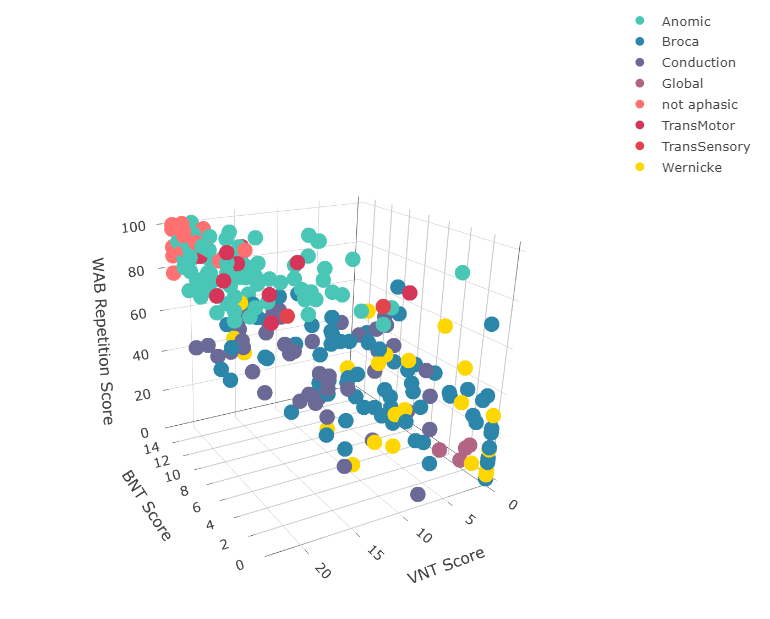 Anomic
Broca
Conduction
Global
not aphasic
TransMotor
TransSensory
Wernicke
WAB Repetition Score
100
80
60
40
20
0
BNT Score
14
12
10
8
6
4
2
0
VNT Score
20
15
10
5
0